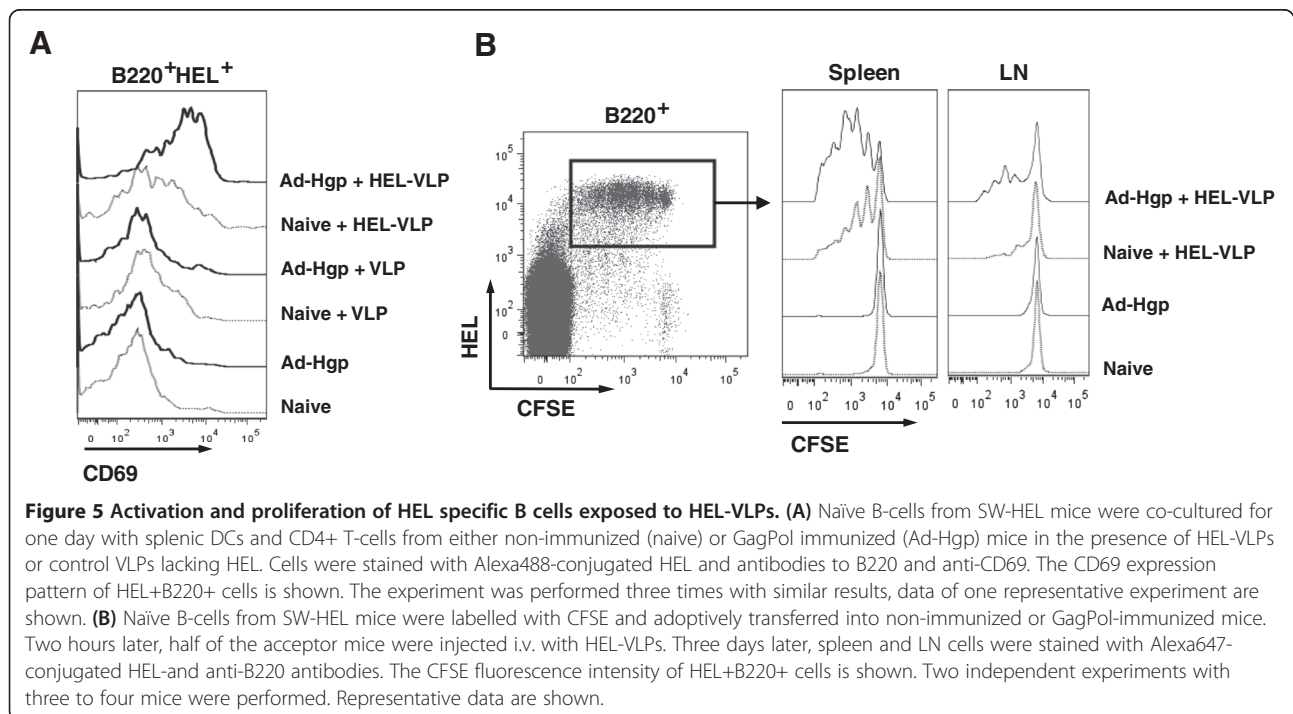 A
B220+HEL+
Ad-Hgp + HEL-VLP
Naive + HEL-VLP
Ad-Hgp + VLP
Naive + VLP
Ad-Hgp
Naive
0 10² 10³ 10⁴ 10⁵
CD69
B
B220+
10⁵
10⁴
10³
10²
0
HEL
0 10² 10³ 10⁴ 10⁵
CFSE
Spleen
LN
Ad-Hgp + HEL-VLP
Naive + HEL-VLP
Ad-Hgp
Naive
0 10² 10³ 10⁴ 10⁵
0 10² 10³ 10⁴ 10⁵
CFSE
Figure 5 Activation and proliferation of HEL specific B cells exposed to HEL-VLPs. (A) Naïve B-cells from SW-HEL mice were co-cultured for
one day with splenic DCs and CD4+ T-cells from either non-immunized (naive) or GagPol immunized (Ad-Hgp) mice in the presence of HEL-VLPs
or control VLPs lacking HEL. Cells were stained with Alexa488-conjugated HEL and antibodies to B220 and anti-CD69. The CD69 expression
pattern of HEL+B220+ cells is shown. The experiment was performed three times with similar results, data of one representative experiment are
shown. (B) Naïve B-cells from SW-HEL mice were labelled with CFSE and adoptively transferred into non-immunized or GagPol-immunized mice.
Two hours later, half of the acceptor mice were injected i.v. with HEL-VLPs. Three days later, spleen and LN cells were stained with Alexa647-
conjugated HEL-and anti-B220 antibodies. The CFSE fluorescence intensity of HEL+B220+ cells is shown. Two independent experiments with
three to four mice were performed. Representative data are shown.